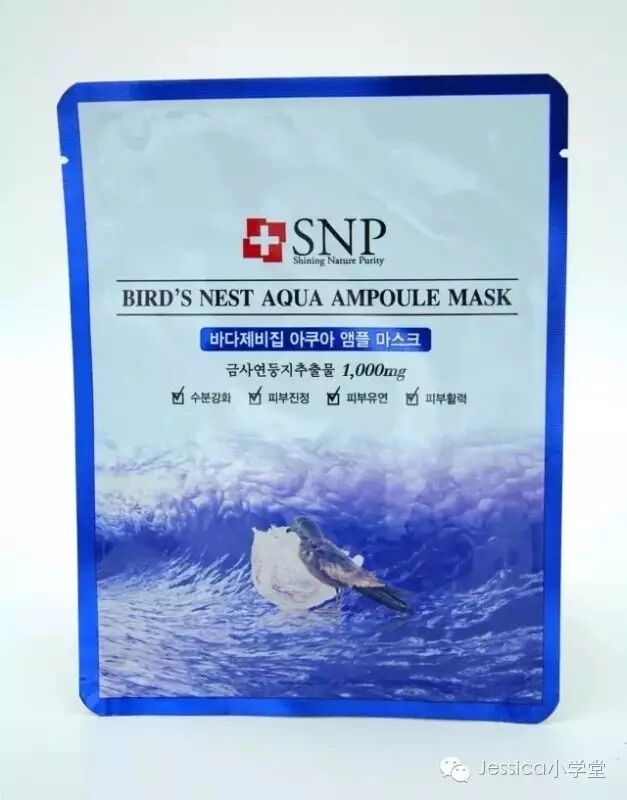 SNP
Shining Nature Purity
BIRD'S NEST AQUA AMPOULE MASK
바다제비집 아쿠아 앰플 마스크
금사연둥지추출물 1,000mg
수분강화 피부진정 피부유연 피부활력
Jessica小学堂